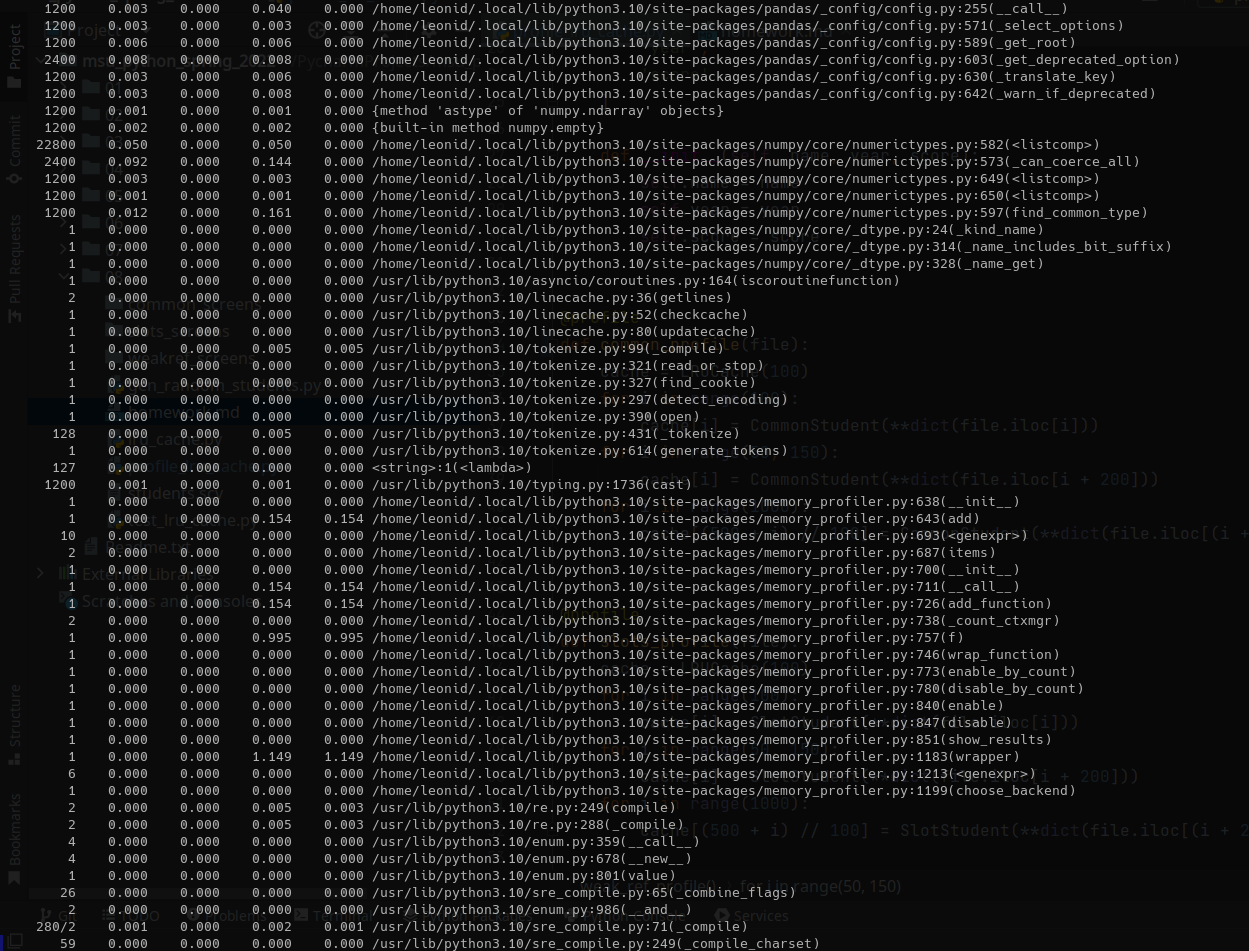 1200 0.003 0.000 0.040 0.000 /home/leonid/.local/lib/python3.10/site-packages/pandas/_config/config.py:255(__call__)
1200 0.003 0.000 0.003 0.000 /home/leonid/.local/lib/python3.10/site-packages/pandas/_config/config.py:571(_select_options)
1200 0.006 0.000 0.006 0.000 /home/leonid/.local/lib/python3.10/site-packages/pandas/_config/config.py:589(_get_root)
2400 0.006 0.000 0.008 0.000 /home/leonid/.local/lib/python3.10/site-packages/pandas/_config/config.py:603(_get_deprecated_option)
1200 0.003 0.000 0.006 0.000 /home/leonid/.local/lib/python3.10/site-packages/pandas/_config/config.py:630(_translate_key)
1200 0.003 0.000 0.008 0.000 /home/leonid/.local/lib/python3.10/site-packages/pandas/_config/config.py:642(_warn_if_deprecated)
1200 0.001 0.000 0.001 0.000 {method 'astype' of 'numpy.ndarray' objects}
1200 0.002 0.000 0.002 0.000 {built-in method numpy.empty}
22800 0.050 0.000 0.050 0.000 /home/leonid/.local/lib/python3.10/site-packages/numpy/core/numerictypes.py:582(<listcomp>)
2400 0.092 0.000 0.144 0.000 /home/leonid/.local/lib/python3.10/site-packages/numpy/core/numerictypes.py:573(_can_coerce_all)
1200 0.003 0.000 0.003 0.000 /home/leonid/.local/lib/python3.10/site-packages/numpy/core/numerictypes.py:649(<listcomp>)
1200 0.001 0.000 0.001 0.000 /home/leonid/.local/lib/python3.10/site-packages/numpy/core/numerictypes.py:650(<listcomp>)
1200 0.012 0.000 0.161 0.000 /home/leonid/.local/lib/python3.10/site-packages/numpy/core/numerictypes.py:597(find_common_type)
1 0.000 0.000 0.000 0.000 /home/leonid/.local/lib/python3.10/site-packages/numpy/core/_dtype.py:24(_kind_name)
1 0.000 0.000 0.000 0.000 /home/leonid/.local/lib/python3.10/site-packages/numpy/core/_dtype.py:314(_name_includes_bit_suffix)
1 0.000 0.000 0.000 0.000 /home/leonid/.local/lib/python3.10/site-packages/numpy/core/_dtype.py:328(_name_get)
1 0.000 0.000 0.000 0.000 /usr/lib/python3.10/asyncio/coroutines.py:164(iscoroutinefunction)
2 0.000 0.000 0.000 0.000 /usr/lib/python3.10/linecache.py:36(getlines)
1 0.000 0.000 0.000 0.000 /usr/lib/python3.10/linecache.py:52(checkcache)
1 0.000 0.000 0.000 0.000 /usr/lib/python3.10/linecache.py:80(updatecache)
1 0.000 0.000 0.005 0.005 /usr/lib/python3.10/tokenize.py:99(_compile)
1 0.000 0.000 0.000 0.000 /usr/lib/python3.10/tokenize.py:321(read_or_stop)
1 0.000 0.000 0.000 0.000 /usr/lib/python3.10/tokenize.py:327(find_cookie)
1 0.000 0.000 0.000 0.000 /usr/lib/python3.10/tokenize.py:297(detect_encoding)
1 0.000 0.000 0.000 0.000 /usr/lib/python3.10/tokenize.py:390(open)
128 0.000 0.000 0.005 0.000 /usr/lib/python3.10/tokenize.py:431(_tokenize)
1 0.000 0.000 0.000 0.000 /usr/lib/python3.10/tokenize.py:614(generate_tokens)
127 0.000 0.000 0.000 0.000 <string>:1(<lambda>)
1200 0.001 0.000 0.001 0.000 /usr/lib/python3.10/typing.py:1736(cast)
1 0.000 0.000 0.000 0.000 /home/leonid/.local/lib/python3.10/site-packages/memory_profiler.py:638(__init__)
1 0.000 0.000 0.154 0.154 /home/leonid/.local/lib/python3.10/site-packages/memory_profiler.py:643(add)
10 0.000 0.000 0.000 0.000 /home/leonid/.local/lib/python3.10/site-packages/memory_profiler.py:693(<genexpr>)
2 0.000 0.000 0.000 0.000 /home/leonid/.local/lib/python3.10/site-packages/memory_profiler.py:687(items)
1 0.000 0.000 0.000 0.000 /home/leonid/.local/lib/python3.10/site-packages/memory_profiler.py:700(__init__)
1 0.000 0.000 0.154 0.154 /home/leonid/.local/lib/python3.10/site-packages/memory_profiler.py:711(__call__)
1 0.000 0.000 0.154 0.154 /home/leonid/.local/lib/python3.10/site-packages/memory_profiler.py:726(add_function)
2 0.000 0.000 0.000 0.000 /home/leonid/.local/lib/python3.10/site-packages/memory_profiler.py:738(_count_ctxmgr)
1 0.000 0.000 0.995 0.995 /home/leonid/.local/lib/python3.10/site-packages/memory_profiler.py:757(f)
1 0.000 0.000 0.000 0.000 /home/leonid/.local/lib/python3.10/site-packages/memory_profiler.py:746(wrap_function)
1 0.000 0.000 0.000 0.000 /home/leonid/.local/lib/python3.10/site-packages/memory_profiler.py:773(enable_by_count)
1 0.000 0.000 0.000 0.000 /home/leonid/.local/lib/python3.10/site-packages/memory_profiler.py:780(disable_by_count)
1 0.000 0.000 0.000 0.000 /home/leonid/.local/lib/python3.10/site-packages/memory_profiler.py:840(enable)
1 0.000 0.000 0.000 0.000 /home/leonid/.local/lib/python3.10/site-packages/memory_profiler.py:847(disable)
1 0.000 0.000 0.000 0.000 /home/leonid/.local/lib/python3.10/site-packages/memory_profiler.py:851(show_results)
1 0.000 0.000 1.149 1.149 /home/leonid/.local/lib/python3.10/site-packages/memory_profiler.py:1183(wrapper)
6 0.000 0.000 0.000 0.000 /home/leonid/.local/lib/python3.10/site-packages/memory_profiler.py:1213(<genexpr>)
1 0.000 0.000 0.000 0.000 /home/leonid/.local/lib/python3.10/site-packages/memory_profiler.py:1199(choose_backend)
2 0.000 0.000 0.005 0.003 /usr/lib/python3.10/re.py:249(compile)
2 0.000 0.000 0.005 0.003 /usr/lib/python3.10/re.py:288(_compile)
4 0.000 0.000 0.000 0.000 /usr/lib/python3.10/enum.py:359(__call__)
4 0.000 0.000 0.000 0.000 /usr/lib/python3.10/enum.py:678(__new__)
1 0.000 0.000 0.000 0.000 /usr/lib/python3.10/enum.py:801(value)
26 0.000 0.000 0.000 0.000 /usr/lib/python3.10/sre_compile.py:65(_combine_flags)
2 0.000 0.000 0.000 0.000 /usr/lib/python3.10/enum.py:986(__and__)
280/2 0.001 0.000 0.002 0.001 /usr/lib/python3.10/sre_compile.py:71(_compile)
59 0.000 0.000 0.000 0.000 /usr/lib/python3.10/sre_compile.py:249(_compile_charset)